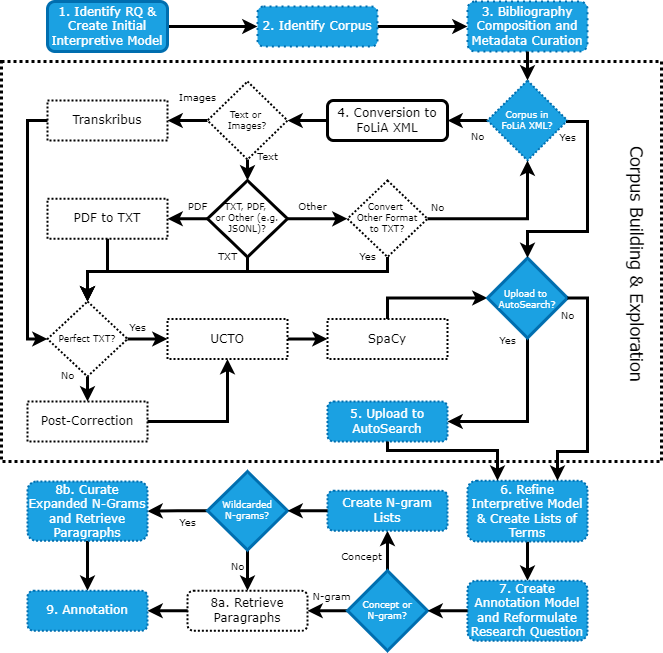 1. Identify RQ &
Create Initial
Interpretive Model
2. Identify Corpus
3. Bibliography
Composition and
Metadata Curation
Images
Transkribus
Text or
Images?
4. Conversion to
FoLiA XML
Corpus in
FoLiA XML?
No
Yes
Text
PDF to TXT
PDF
TXT, PDF,
or Other (e.g.
JSONL)?
Other
Convert
Other Format
to TXT?
No
TXT
Yes
Corpus Building & Exploration
Perfect TXT?
Yes
UCTO
SpaCy
Upload to
AutoSearch?
No
Yes
No
Post-Correction
5. Upload to
AutoSearch
8b. Curate
Expanded N-Grams
and Retrieve
Paragraphs
Yes
Wildcarded
N-grams?
Create N-gram
Lists
6. Refine
Interpretive Model
& Create Lists of
Terms
No
Concept
9. Annotation
8a. Retrieve
Paragraphs
N-gram
Concept or
N-gram?
7. Create
Annotation Model
and Reformulate
Research Question